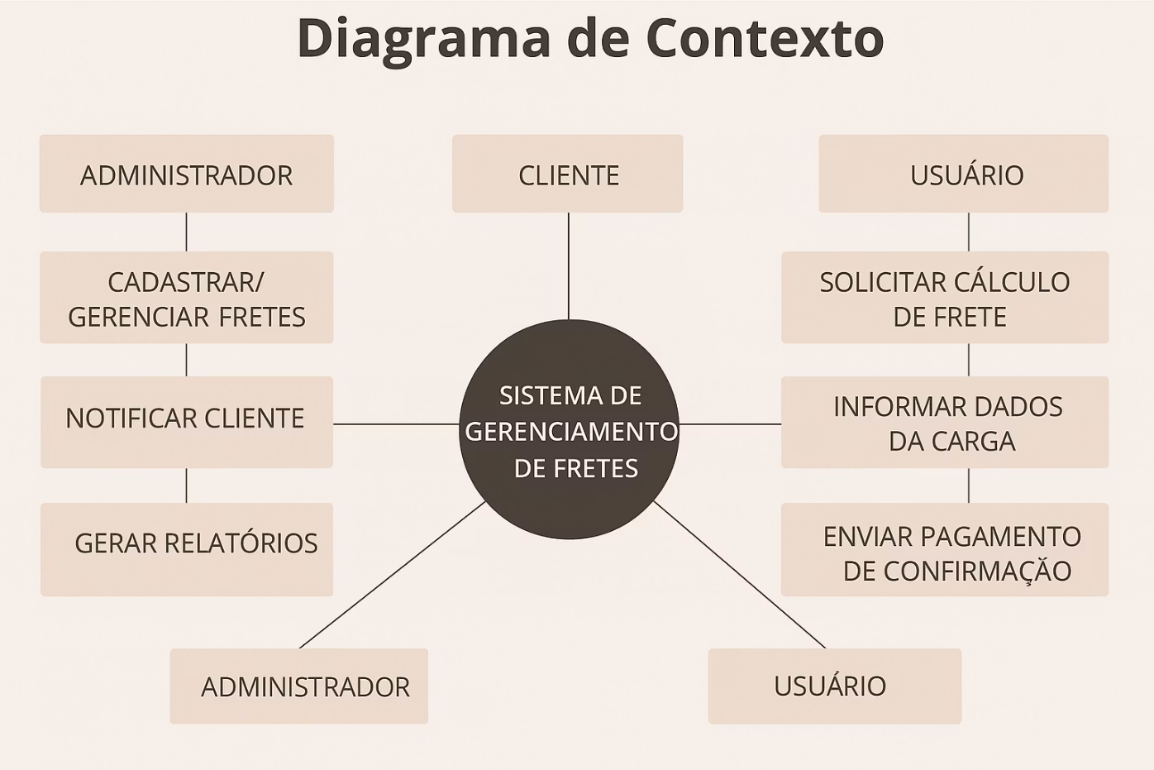 Diagrama de Contexto
ADMINISTRADOR
CLIENTE
USUÁRIO
CADASTRAR/
GERENCIAR FRETES
SOLICITAR CÁLCULO
DE FRETE
NOTIFICAR CLIENTE
SISTEMA DE
GERENCIAMENTO
DE FRETES
INFORMAR DADOS
DA CARGA
GERAR RELATÓRIOS
ENVIAR PAGAMENTO
DE CONFIRMAÇÃO
ADMINISTRADOR
USUÁRIO